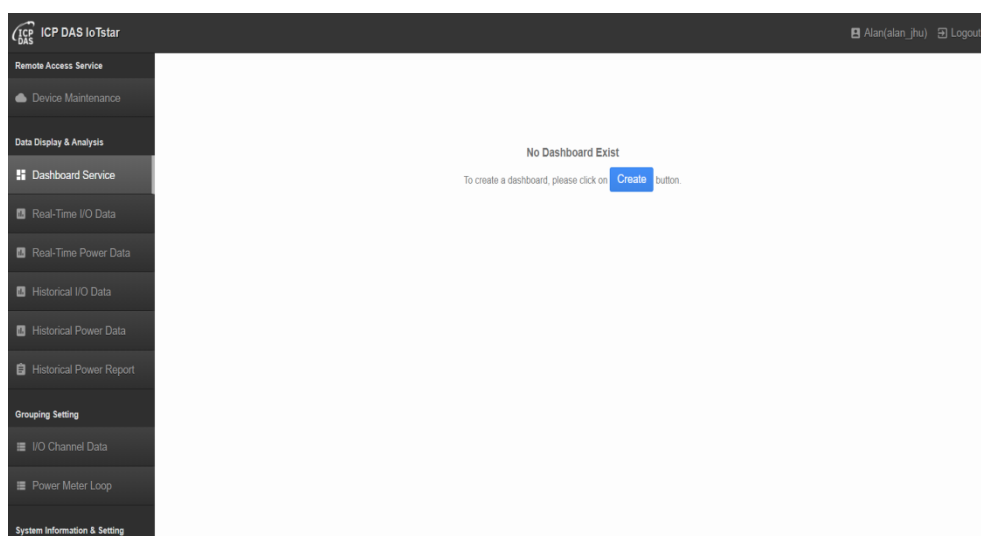 ICP DAS
ICP DAS IoTstar
Alan(alan_jhu) Logout
Remote Access Service
Device Maintenance
Data Display & Analysis
Dashboard Service
Real-Time I/O Data
Real-Time Power Data
Historical I/O Data
Historical Power Data
Historical Power Report
Grouping Setting
I/O Channel Data
Power Meter Loop
System Information & Setting
No Dashboard Exist
To create a dashboard, please click on Create button.